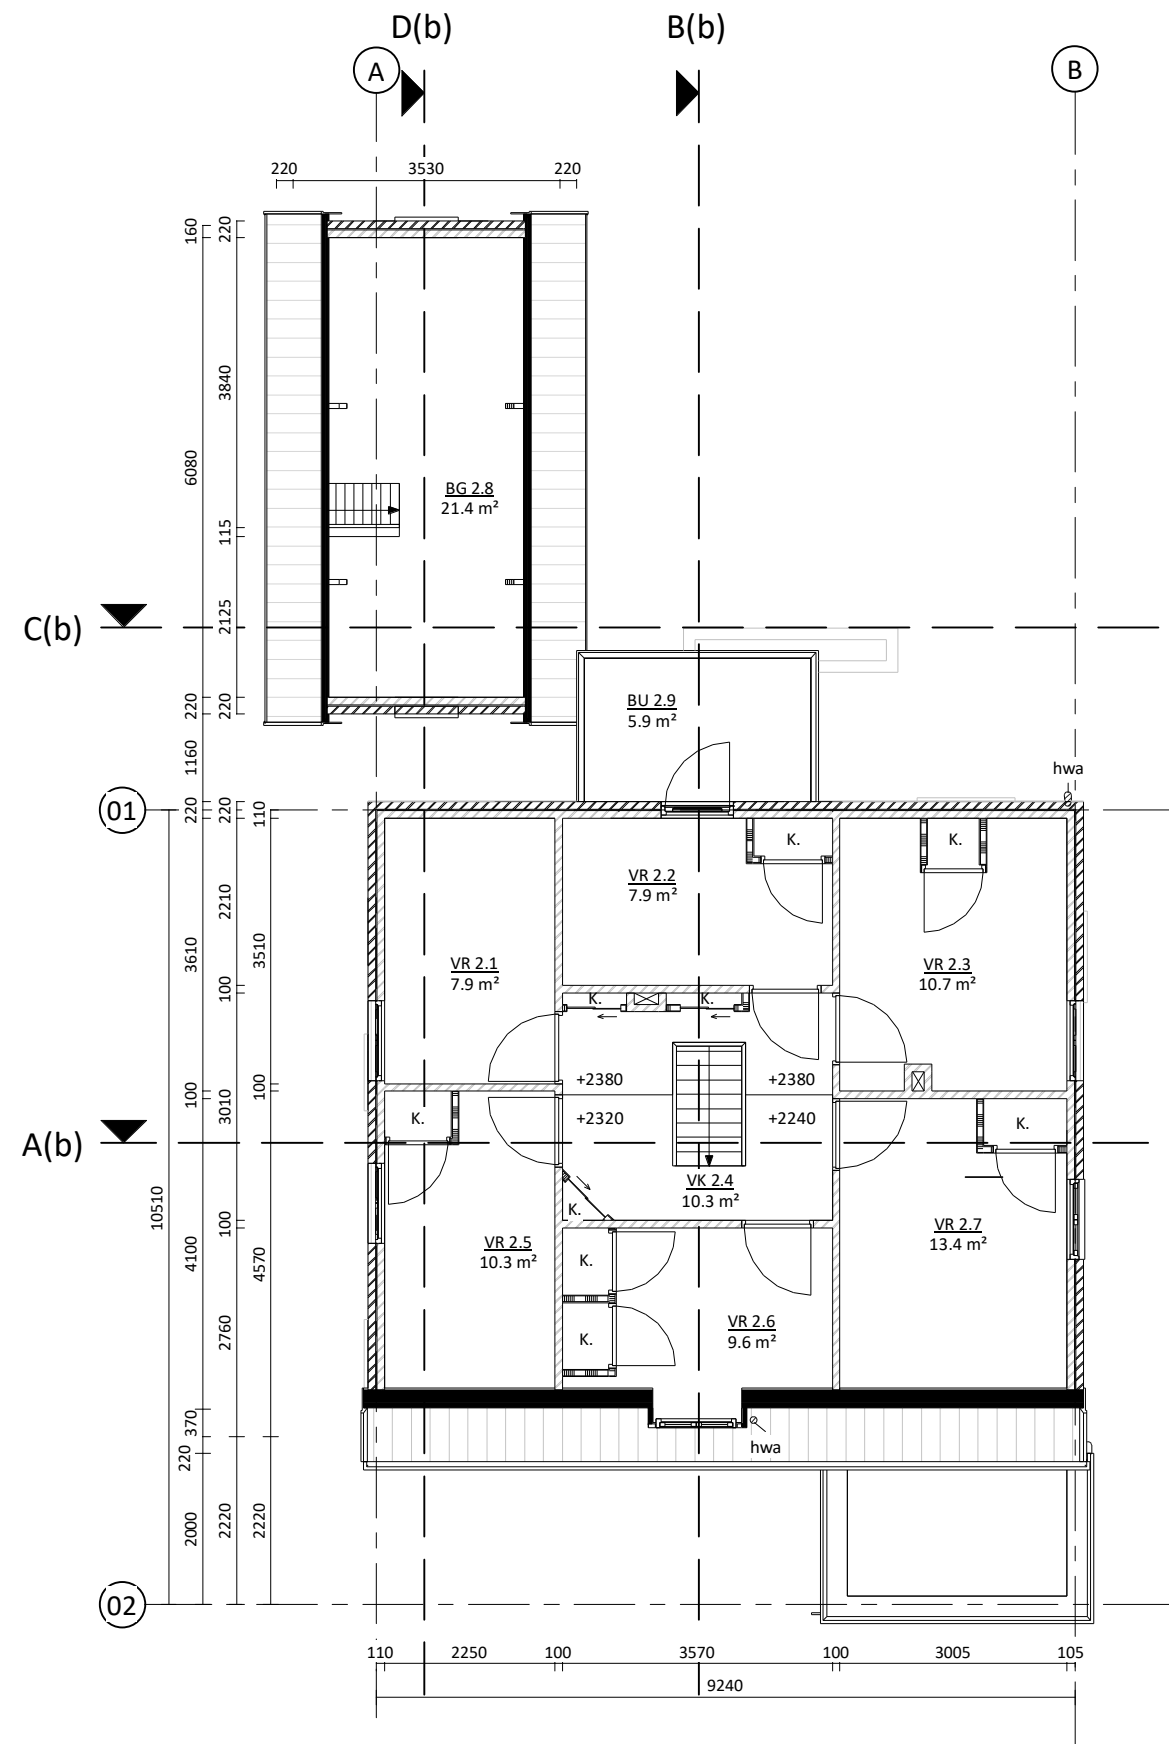 D(b)
B(b)
A
B
220
3530
220
160
220
3840
6080
BG 2.8
21.4 m²
115
2125
C(b)
220
220
BU 2.9
5.9 m²
1160
hwa
01
220
220
110
K.
K.
2210
VR 2.2
7.9 m²
3610
3510
VR 2.1
7.9 m²
VR 2.3
10.7 m²
100
K.
K.
+2380
+2380
100
3010
100
K.
+2320
+2240
K.
A(b)
VK 2.4
10.3 m²
10510
K.
100
VR 2.5
10.3 m²
VR 2.7
13.4 m²
4100
4570
K.
2760
VR 2.6
9.6 m²
K.
370
hwa
220
2000
2220
2220
02
110
2250
100
3570
100
3005
105
9240